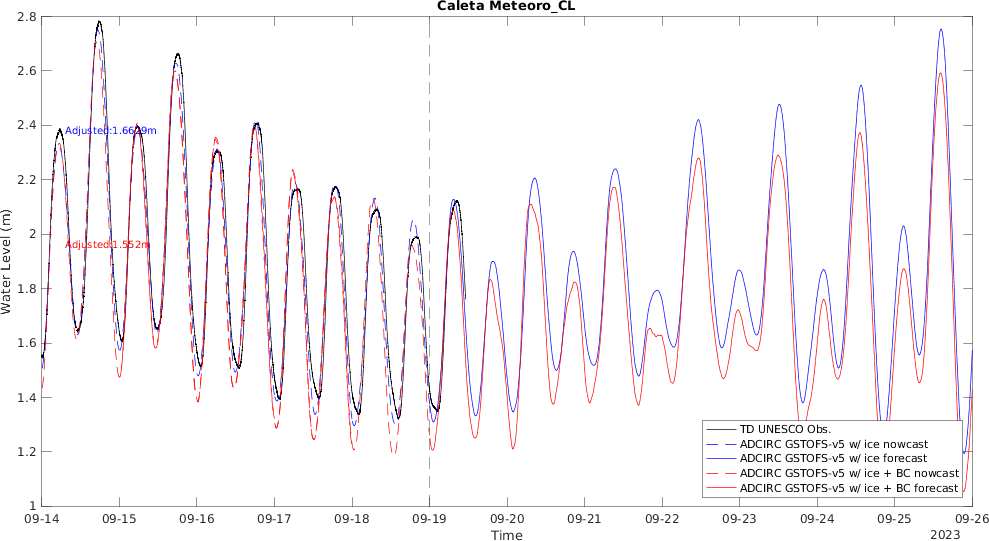 Caleta Meteoro_CL
2.8
2.6
2.4
2.2
2
1.8
1.6
1.4
1.2
1
Water Level (m)
Adjusted:1.6629m
Adjusted:1.552m
TD UNESCO Obs.
ADCIRC GSTOFS-v5 w/ ice nowcast
ADCIRC GSTOFS-v5 w/ ice forecast
ADCIRC GSTOFS-v5 w/ ice + BC nowcast
ADCIRC GSTOFS-v5 w/ ice + BC forecast
09-14 09-15 09-16 09-17 09-18 09-19 09-20 09-21 09-22 09-23 09-24 09-25 09-26
Time
2023